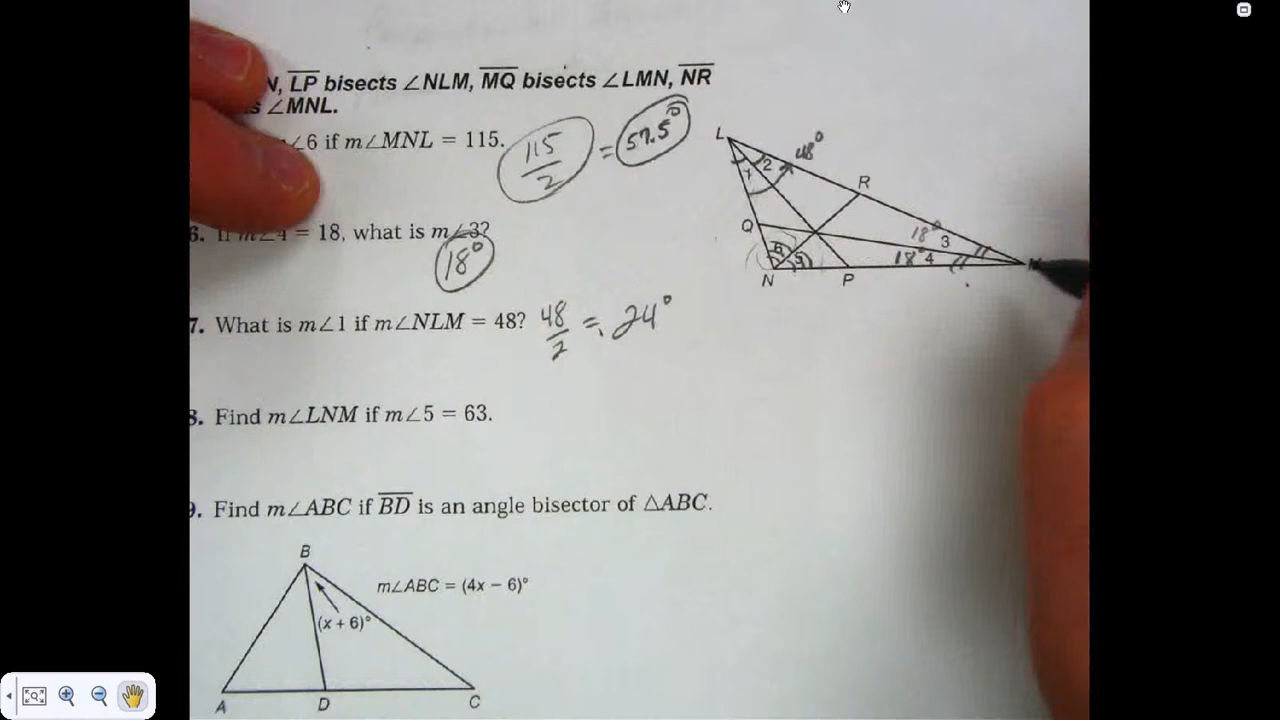 N, LP bisects ∠NLM, MQ bisects ∠LMN, NR
∠MNL.
∠6 if m∠MNL = 115.
115/2 = 57.5°
6. If m∠4 = 18, what is m∠3?
18°
7. What is m∠1 if m∠NLM = 48? 48/2 = 24°
8. Find m∠LNM if m∠5 = 63.
9. Find m∠ABC if BD is an angle bisector of △ABC.
L
48°
2
1
R
Q
18°
3
6
5
18°
4
N
P
B
m∠ABC = (4x − 6)°
(x + 6)°
A
D
C